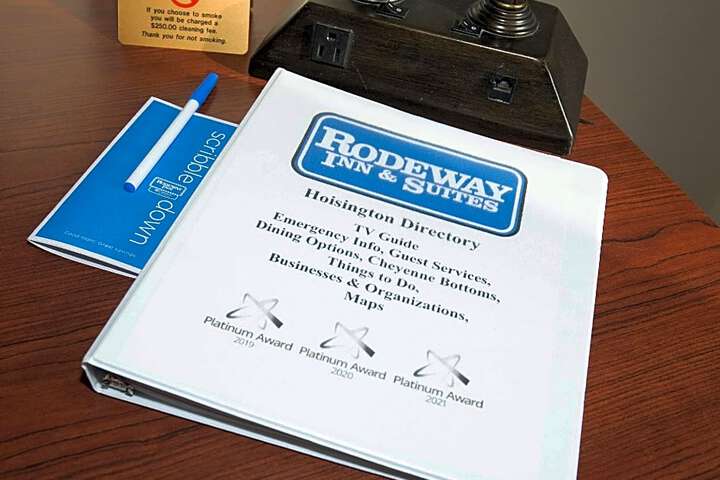 If you choose to smoke
you will be charged a
$250.00 cleaning fee.
Thank you for not smoking.
scribble down
RODEWAY
INN & SUITES
Hoisington Directory
TV Guide
Emergency Info, Guest Services,
Dining Options, Cheyenne Bottoms,
Things to Do,
Businesses & Organizations,
Maps
Platinum Award
2019
Platinum Award
2020
Platinum Award
2021